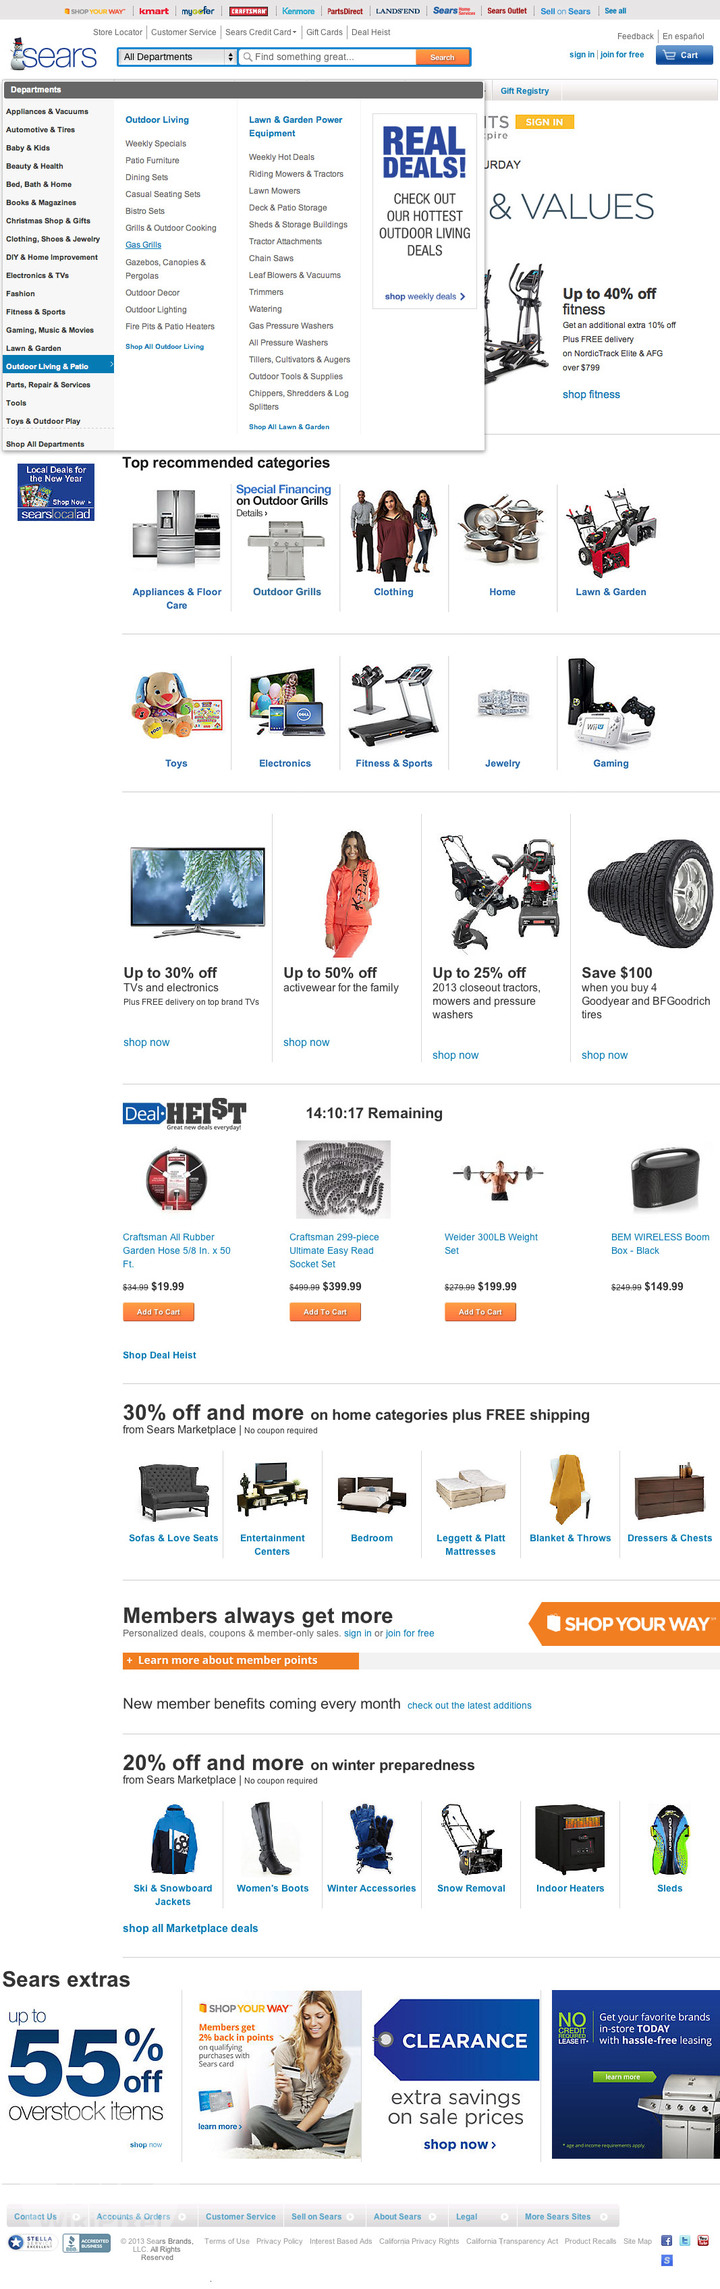 SHOP YOUR WAY
kmart
mygofer
CRAFTSMAN
Kenmore
PartsDirect
LANDS'END
Sears Home Services
Sears Outlet
Sell on Sears
See all
Store Locator
Customer Service
Sears Credit Card
Gift Cards
Deal Heist
Feedback
En español
sears
All Departments
Find something great...
Search
sign in | join for free
Cart
Departments
Gift Registry
Appliances & Vacuums
Automotive & Tires
Baby & Kids
Beauty & Health
Bed, Bath & Home
Books & Magazines
Christmas Shop & Gifts
Clothing, Shoes & Jewelry
DIY & Home Improvement
Electronics & TVs
Fashion
Fitness & Sports
Gaming, Music & Movies
Lawn & Garden
Outdoor Living & Patio
Parts, Repair & Services
Tools
Toys & Outdoor Play
Shop All Departments
Outdoor Living
Weekly Specials
Patio Furniture
Dining Sets
Casual Seating Sets
Bistro Sets
Grills & Outdoor Cooking
Gas Grills
Gazebos, Canopies &
Pergolas
Outdoor Decor
Outdoor Lighting
Fire Pits & Patio Heaters
Shop All Outdoor Living
Lawn & Garden Power
Equipment
Weekly Hot Deals
Riding Mowers & Tractors
Lawn Mowers
Deck & Patio Storage
Sheds & Storage Buildings
Tractor Attachments
Chain Saws
Leaf Blowers & Vacuums
Trimmers
Watering
Gas Pressure Washers
All Pressure Washers
Tillers, Cultivators & Augers
Outdoor Tools & Supplies
Chippers, Shredders & Log
Splitters
Shop All Lawn & Garden
REAL
DEALS!
CHECK OUT
OUR HOTTEST
OUTDOOR LIVING
DEALS
shop weekly deals
NTS
SIGN IN
xpire
URDAY
& VALUES
Up to 40% off
fitness
Get an additional extra 10% off
Plus FREE delivery
on NordicTrack Elite & AFG
over $799
shop fitness
Local Deals for
the New Year
Shop Now
sears|local|ad
Top recommended categories
Special Financing
on Outdoor Grills
Details
Appliances & Floor
Care
Outdoor Grills
Clothing
Home
Lawn & Garden
DELL
Wii U
Toys
Electronics
Fitness & Sports
Jewelry
Gaming
Up to 30% off
TVs and electronics
Plus FREE delivery on top brand TVs
shop now
Up to 50% off
activewear for the family
shop now
Up to 25% off
2013 closeout tractors,
mowers and pressure
washers
shop now
Save $100
when you buy 4
Goodyear and BFGoodrich
tires
shop now
Deal HEIST
Great new deals everyday!
14:10:17 Remaining
Craftsman All Rubber
Garden Hose 5/8 In. x 50
Ft.
$34.99 $19.99
Add To Cart
Craftsman 299-piece
Ultimate Easy Read
Socket Set
$499.99 $399.99
Add To Cart
Weider 300LB Weight
Set
$279.99 $199.99
Add To Cart
BEM WIRELESS Boom
Box - Black
$249.99 $149.99
Shop Deal Heist
30% off and more on home categories plus FREE shipping
from Sears Marketplace | No coupon required
Sofas & Love Seats
Entertainment
Centers
Bedroom
Leggett & Platt
Mattresses
Blanket & Throws
Dressers & Chests
Members always get more
Personalized deals, coupons & member-only sales. sign in or join for free
SHOP YOUR WAY
+ Learn more about member points
New member benefits coming every month check out the latest additions
20% off and more on winter preparedness
from Sears Marketplace | No coupon required
Ski & Snowboard
Jackets
Women's Boots
Winter Accessories
Snow Removal
Indoor Heaters
Sleds
shop all Marketplace deals
Sears extras
up to
55% off
overstock items
shop now
SHOP YOUR WAY
Members get
2% back in points
on qualifying
purchases with
Sears card
learn more
CLEARANCE
extra savings
on sale prices
shop now
NO
CREDIT
REQUIRED
LEASE IT*
Get your favorite brands
in-store TODAY
with hassle-free leasing
learn more
* age and income requirements apply.
Contact Us
Accounts & Orders
Customer Service
Sell on Sears
About Sears
Legal
More Sears Sites
STELLA
SERVICE
EXCELLENT
BBB
ACCREDITED
BUSINESS
© 2013 Sears Brands,
LLC. All Rights
Reserved
Terms of Use
Privacy Policy
Interest Based Ads
California Privacy Rights
California Transparency Act
Product Recalls
Site Map